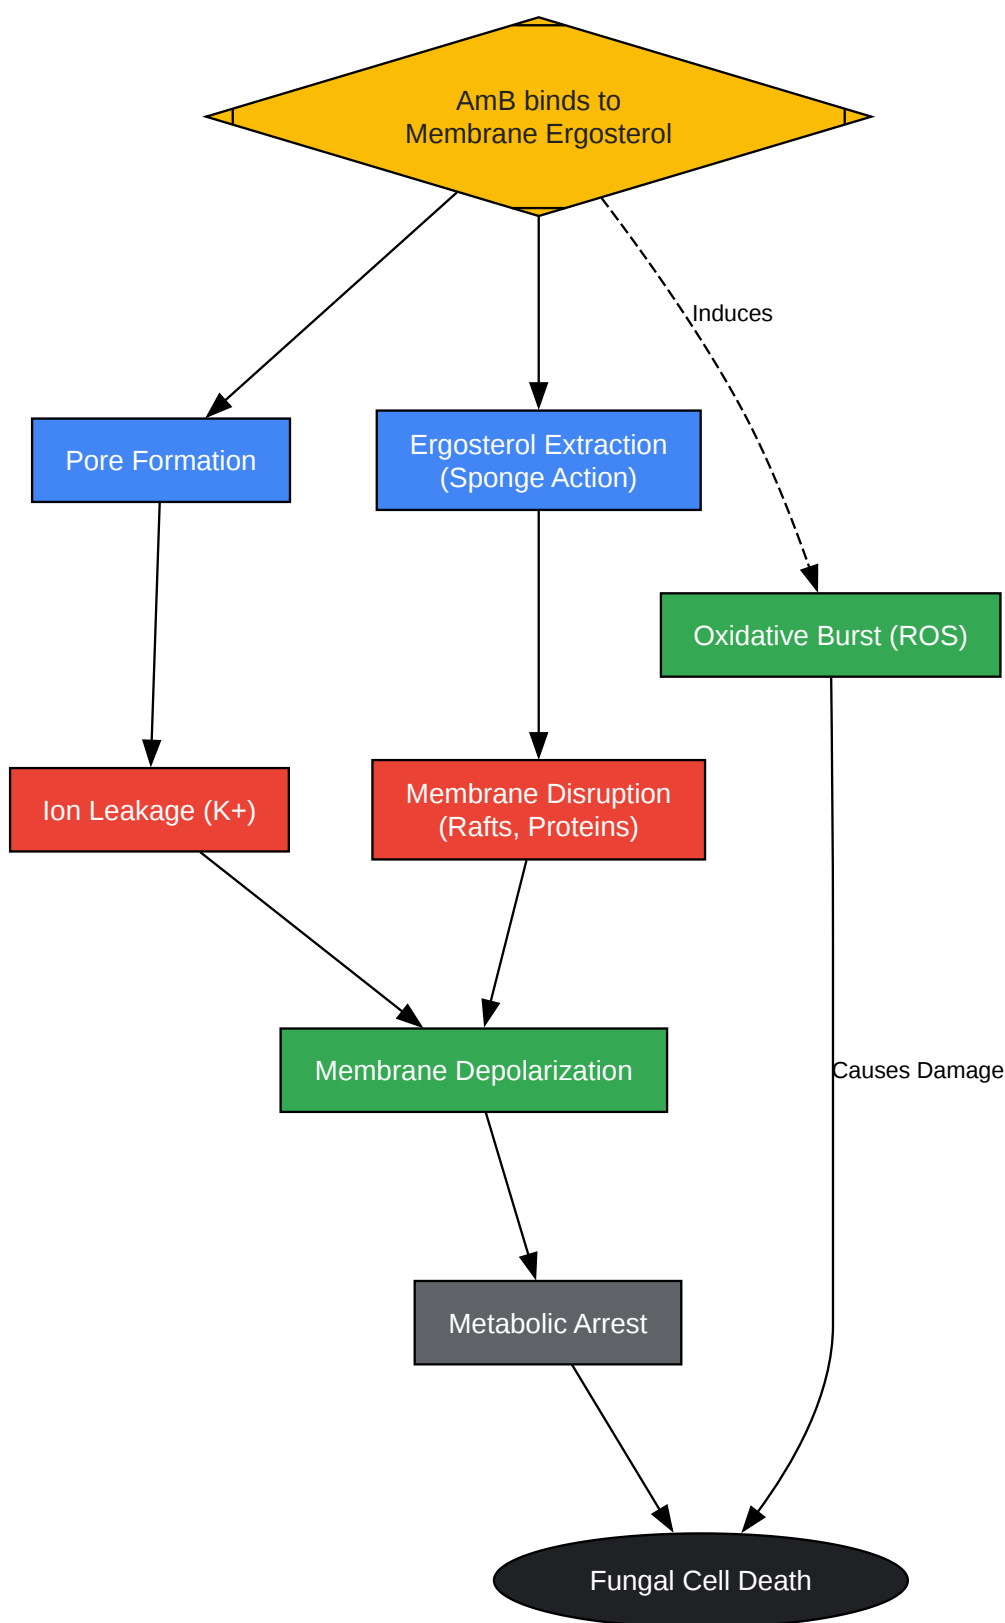 AmB binds to
Membrane Ergosterol
Induces
Pore Formation
Ergosterol Extraction
(Sponge Action)
Oxidative Burst (ROS)
Ion Leakage (K+)
Membrane Disruption
(Rafts, Proteins)
Membrane Depolarization
Causes Damage
Metabolic Arrest
Fungal Cell Death